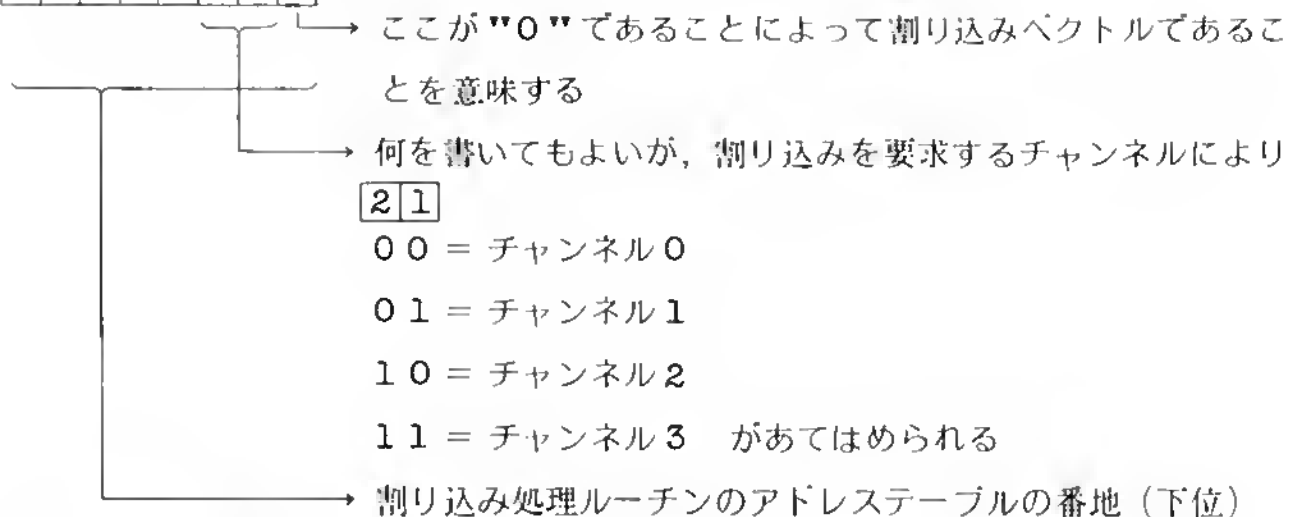 ここが"0"であることによって割り込みベクトルであるこ
とを意味する
何を書いてもよいが，割り込みを要求するチャンネルにより
2 1
0 0 = チャンネル0
0 1 = チャンネル1
1 0 = チャンネル2
1 1 = チャンネル3　があてはめられる
割り込み処理ルーチンのアドレステーブルの番地（下位）